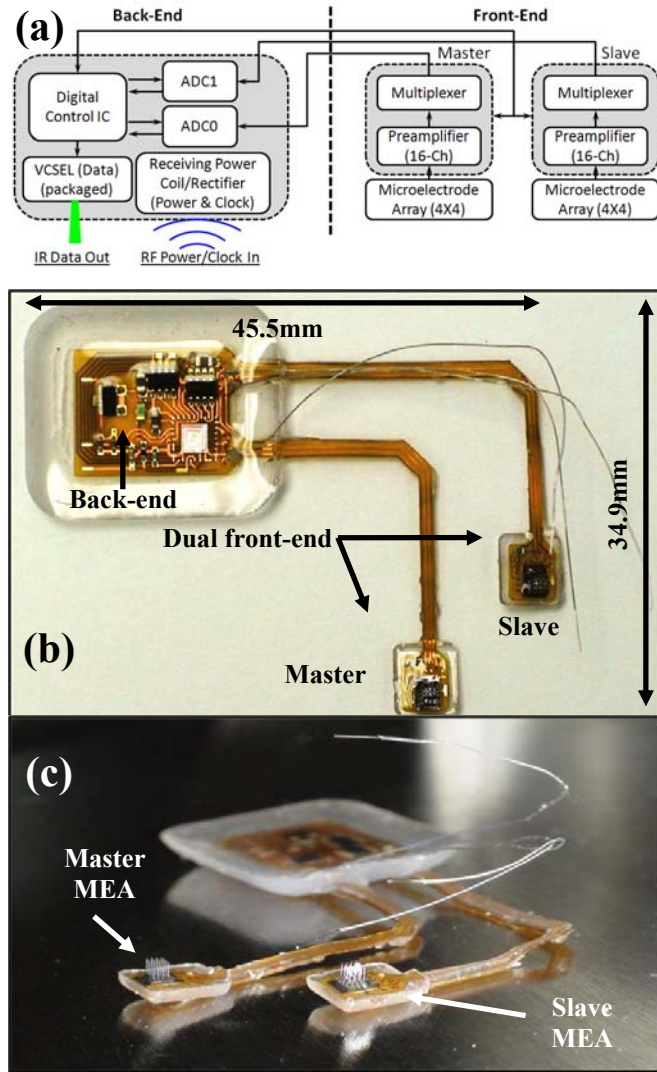 (a)
Back-End
Front-End
Master
Slave
Digital
Control IC
ADC1
ADC0
VCSEL (Data)
(packaged)
Receiving Power
Coil/Rectifier
(Power & Clock)
IR Data Out
RF Power/Clock In
Multiplexer
Preamplifier
(16-Ch)
Microelectrode
Array (4X4)
Multiplexer
Preamplifier
(16-Ch)
Microelectrode
Array (4X4)
45.5mm
34.9mm
Back-end
Dual front-end
Slave
Master
(b)
(c)
Master
MEA
Slave
MEA